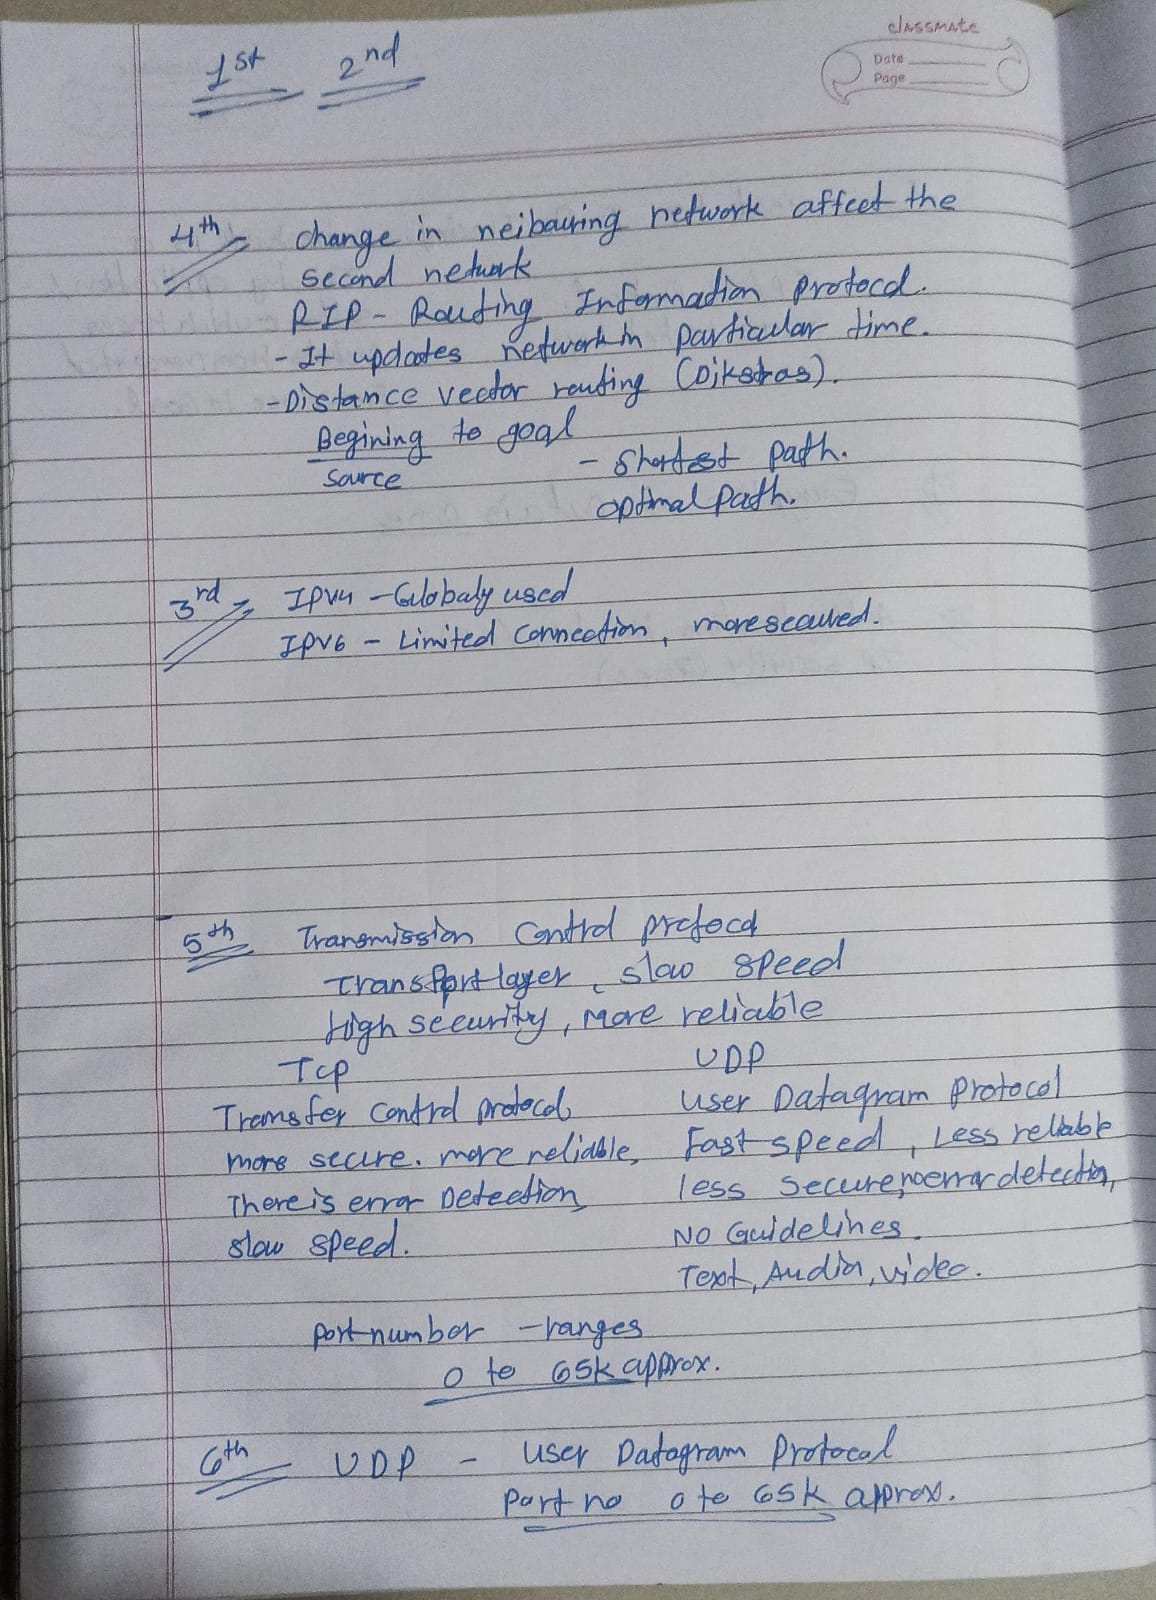 classmate
Date
Page
1st 2nd
4th change in neibauring network affect the
second network
RIP - Routing Information protocol.
- It updates network in particular time.
- Distance vector routing (Dijkstras).
Begining to goal
source
- Shortest path.
optimal path.
3rd IPV4 - Globaly used
IPV6 - Limited connection, more secured.
5th Transmission Control protocol
Transport layer, slow speed
High security, more reliable
TCP UDP
Transfer control protocol, User Datagram Protocol
more secure. more reliable, Fast speed, Less reliable
There is error Detection, less secure, no error detection,
slow speed. NO Guidelines.
Text, Audio, video.
port number - ranges
0 to 65k approx.
6th UDP - User Datagram Protocol
Port no 0 to 65k approx.